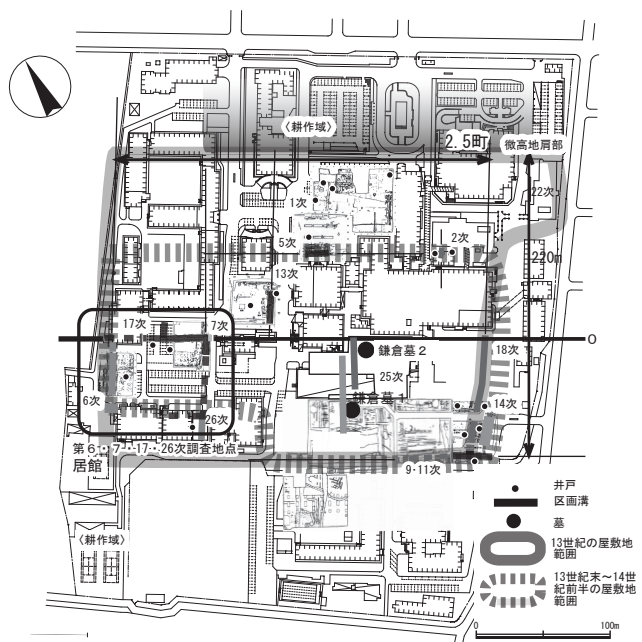 〈耕作域〉
2.5町
微高地肩部
1次
22次
5次
2次
220m
13次
17次
7次
鎌倉墓2
18次
25次
鎌倉墓1
6次
14次
26次
第6・7・17・26次調査地点
居館
9・11次
井戸
区画溝
墓
〈耕作域〉
13世紀の屋敷地
範囲
13世紀末〜14世
紀前半の屋敷地
範囲
0
100m